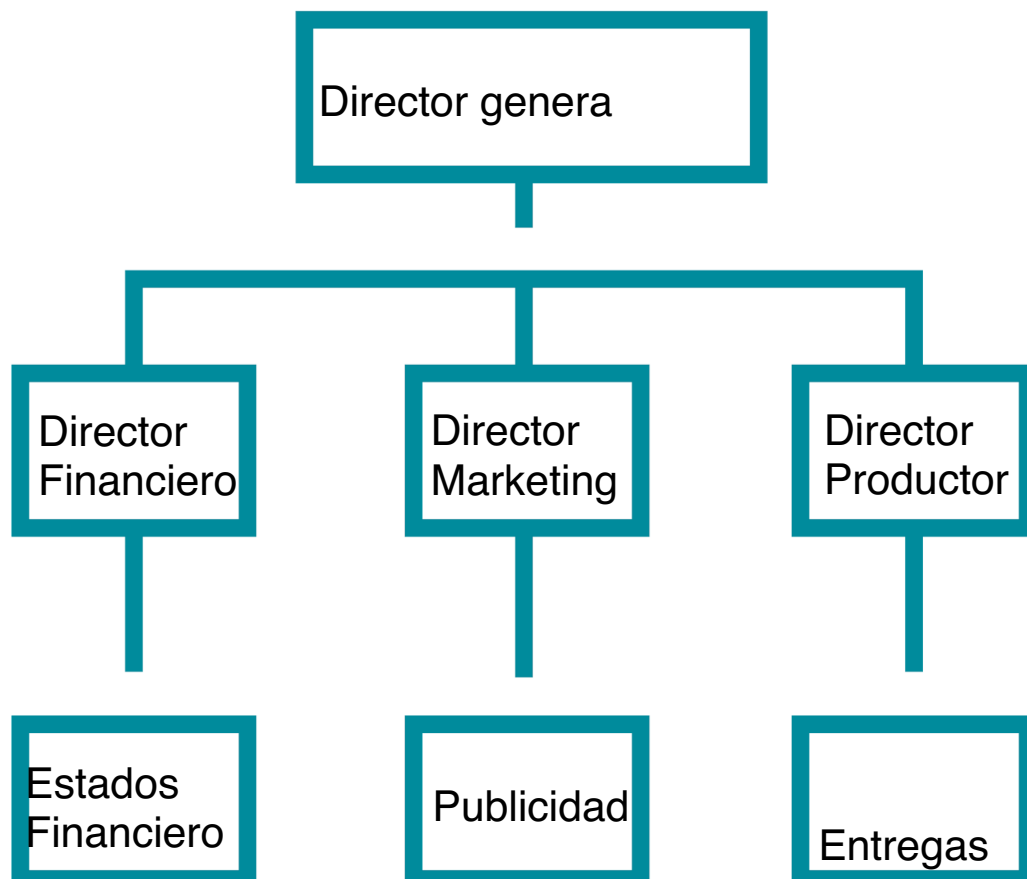 Director genera
Director
Financiero
Director
Marketing
Director
Productor
Estados
Financiero
Publicidad
Entregas